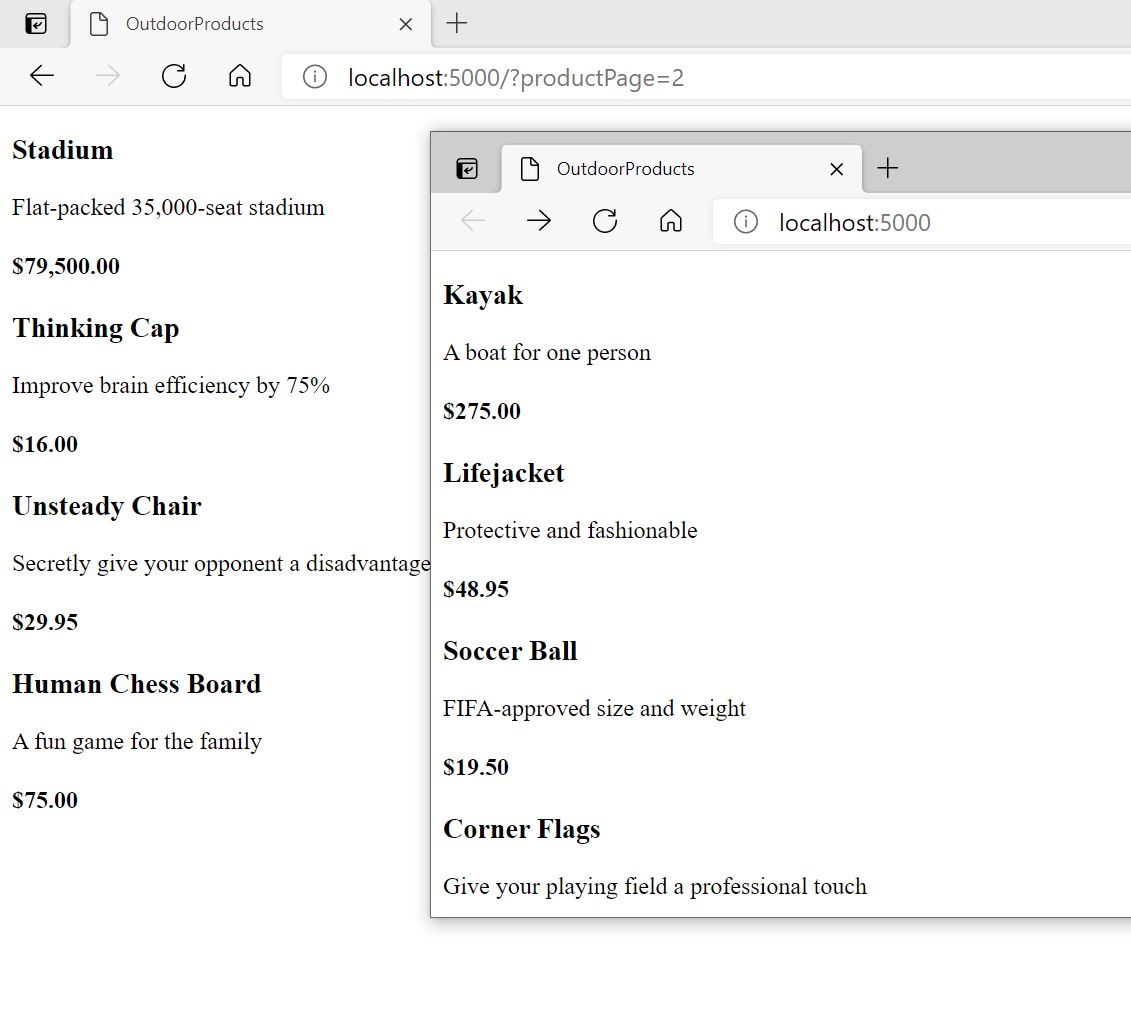 OutdoorProducts
localhost:5000/?productPage=2
Stadium
Flat-packed 35,000-seat stadium
$79,500.00
Thinking Cap
Improve brain efficiency by 75%
$16.00
Unsteady Chair
Secretly give your opponent a disadvantage
$29.95
Human Chess Board
A fun game for the family
$75.00
OutdoorProducts
localhost:5000
Kayak
A boat for one person
$275.00
Lifejacket
Protective and fashionable
$48.95
Soccer Ball
FIFA-approved size and weight
$19.50
Corner Flags
Give your playing field a professional touch